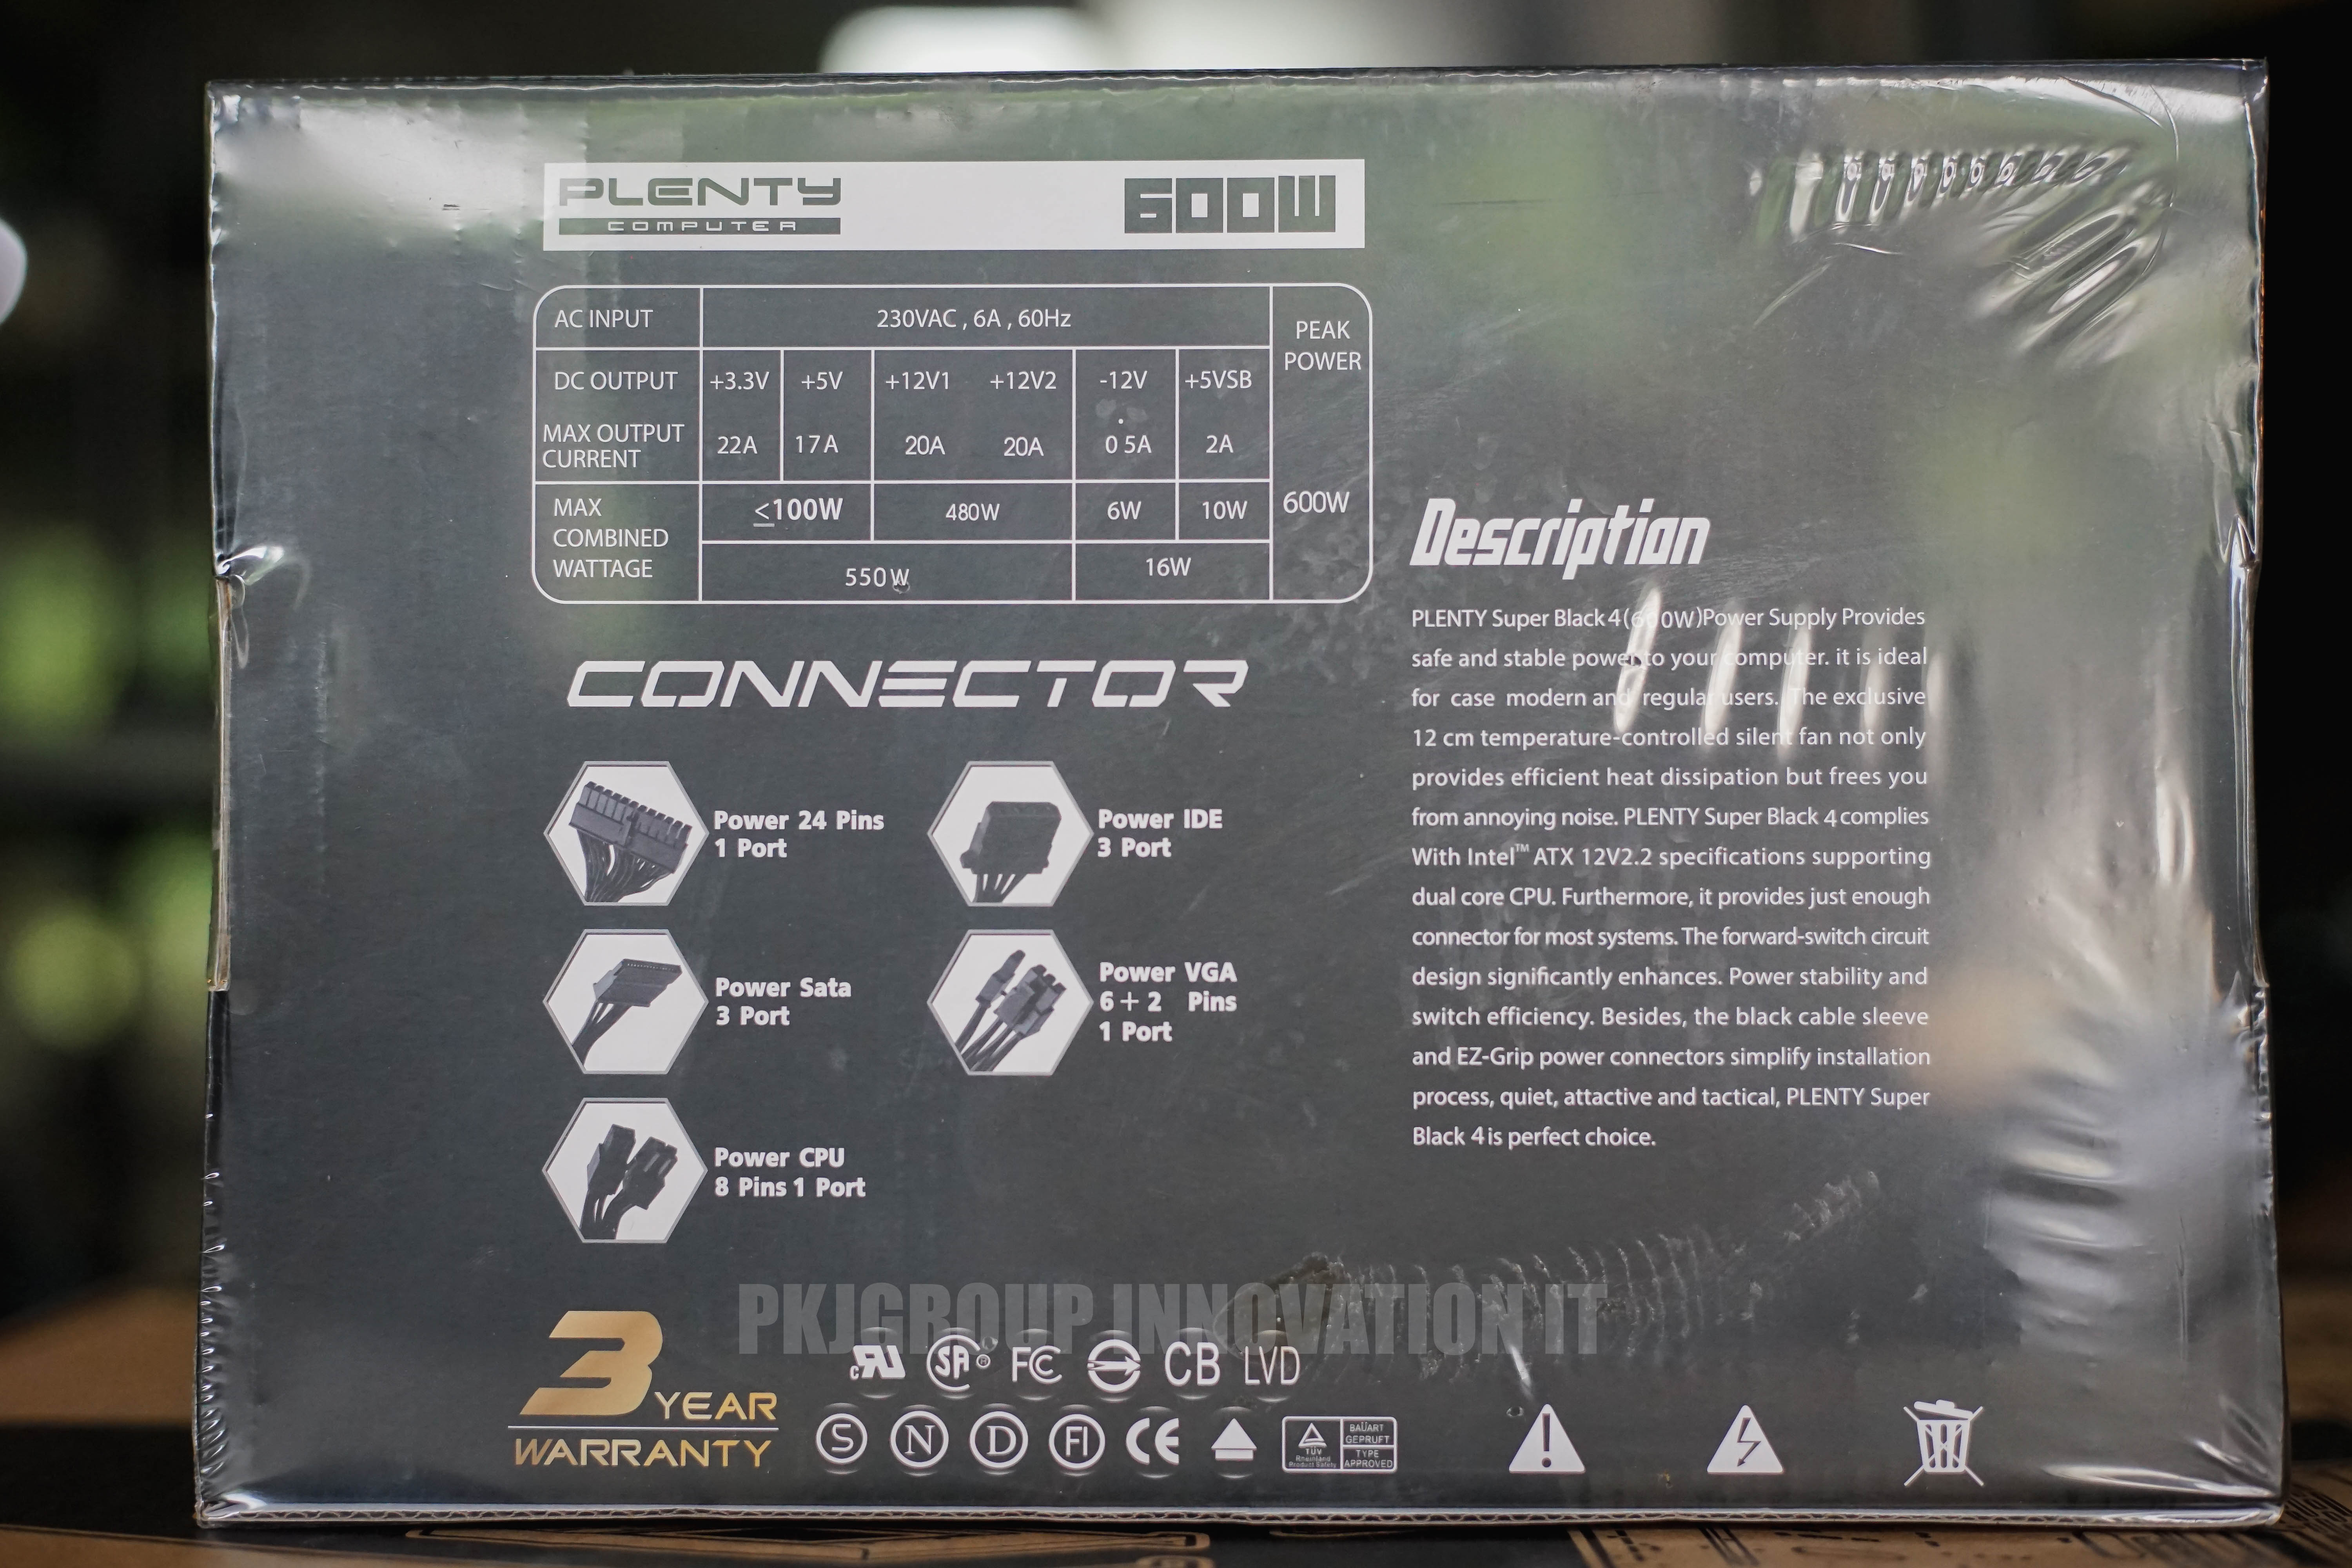 PLENTY
COMPUTER
600W
AC INPUT 230VAC , 6A , 60Hz PEAK POWER
DC OUTPUT +3.3V +5V +12V1 +12V2 -12V +5VSB
MAX OUTPUT CURRENT 22A 17A 20A 20A 0.5A 2A
MAX COMBINED WATTAGE ≤100W 480W 6W 10W 600W
550W 16W
CONNECTOR
Power 24 Pins
1 Port
Power IDE
3 Port
Power Sata
3 Port
Power VGA
6+2 Pins
1 Port
Power CPU
8 Pins 1 Port
Description
PLENTY Super Black 4(600W)Power Supply Provides
safe and stable power to your computer. it is ideal
for case modern and regular users. The exclusive
12 cm temperature-controlled silent fan not only
provides efficient heat dissipation but frees you
from annoying noise. PLENTY Super Black 4 complies
With Intel™ ATX 12V2.2 specifications supporting
dual core CPU. Furthermore, it provides just enough
connector for most systems. The forward-switch circuit
design significantly enhances. Power stability and
switch efficiency. Besides, the black cable sleeve
and EZ-Grip power connectors simplify installation
process, quiet, attactive and tactical, PLENTY Super
Black 4 is perfect choice.
PKJGROUP INNOVATION IT
3 YEAR
WARRANTY
c RU SA ® FC CB LVD
S N D FI CE
TÜV
Rheinland
Product Safety
BAUART
GEPRÜFT
TYPE
APPROVED